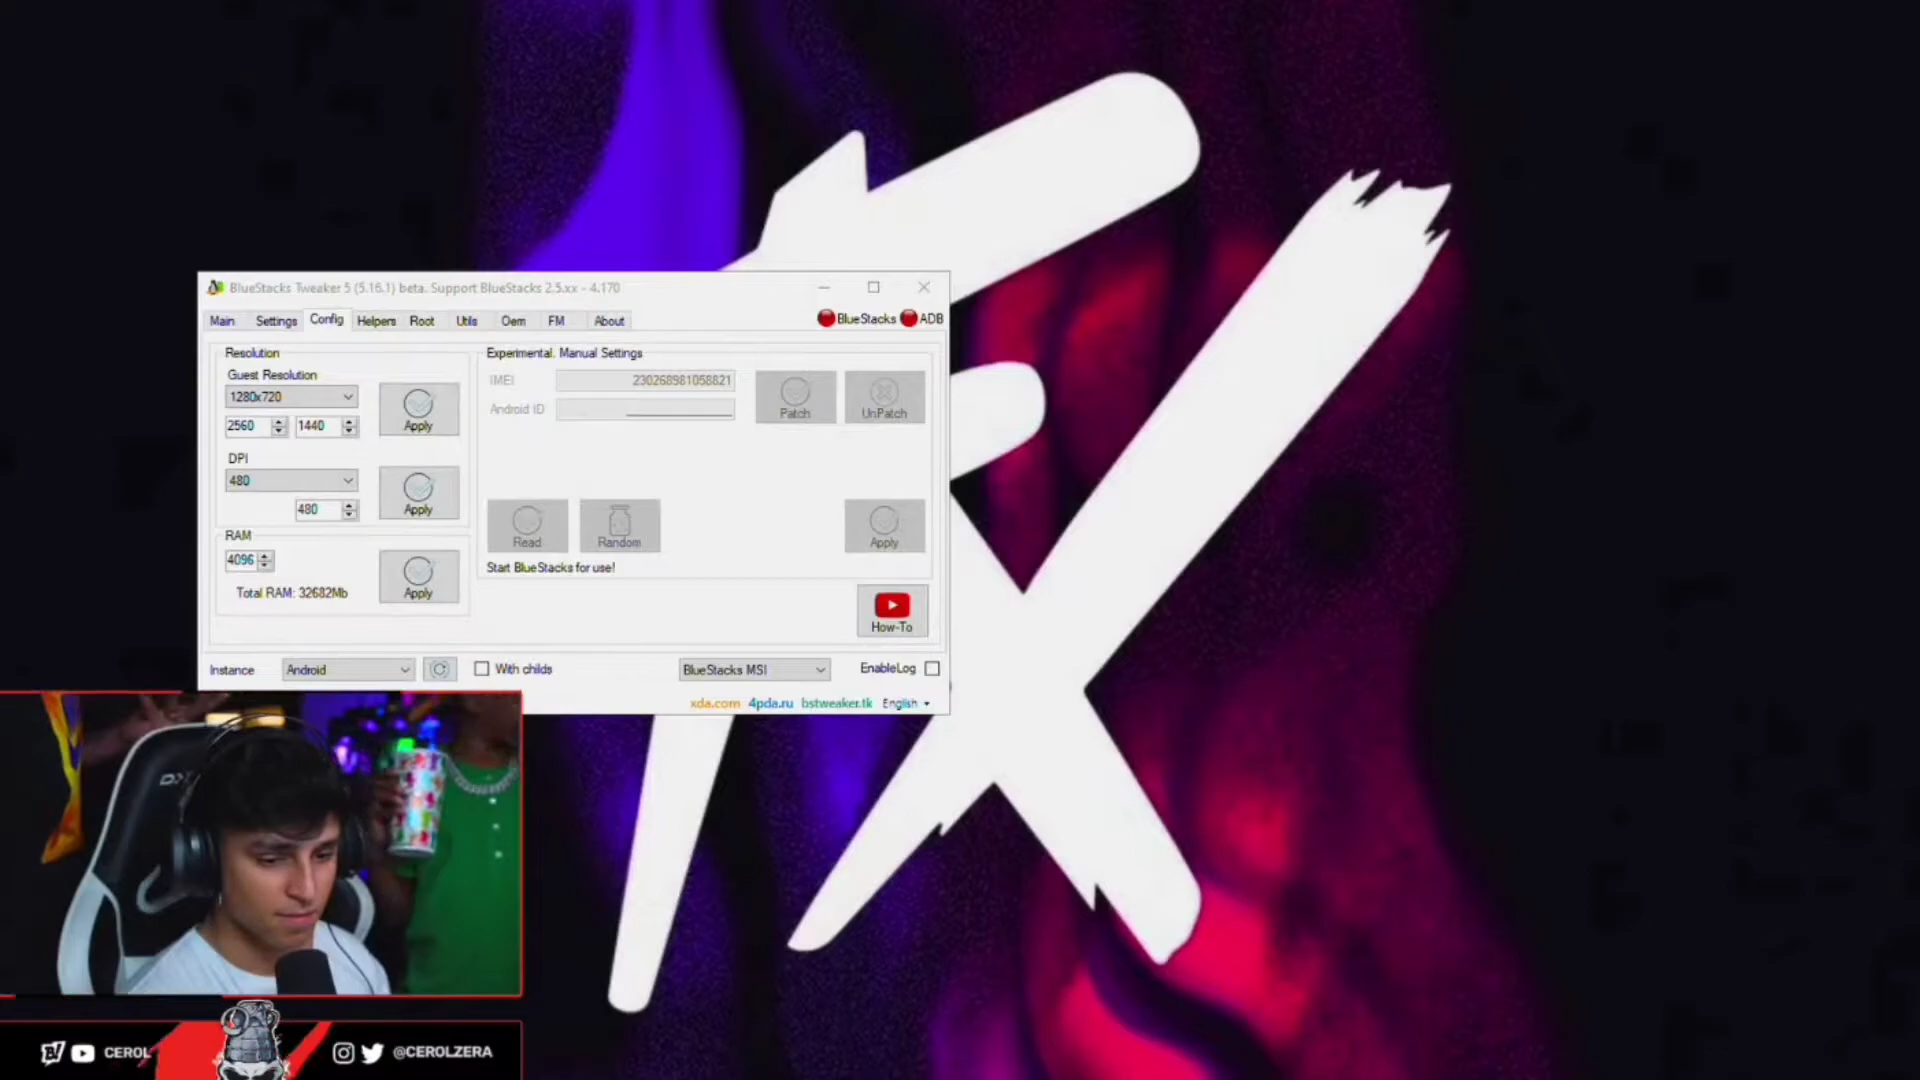 BlueStacks Tweaker 5 (5.16.1) beta. Support BlueStacks 2.5.xx - 4.170
Main Settings Config Helpers Root Utils Oem FM About BlueStacks ADB
Resolution
Guest Resolution
1280x720
2560 1440
Apply
DPI
480
480
Apply
RAM
4096
Total RAM: 32682Mb
Apply
Experimental. Manual Settings
IMEI 230268981058821
Android ID
Patch UnPatch
Read Random Apply
Start BlueStacks for use!
How-To
Instance Android With childs BlueStacks MSI EnableLog
xda.com 4pda.ru bstweaker.tk English
CEROL
@CEROLZERA